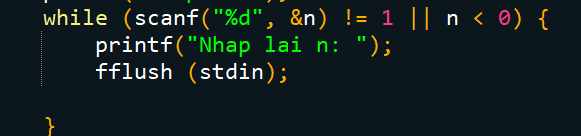 while (scanf("%d", &n) != 1 || n < 0) {
printf("Nhap lai n: ");
fflush (stdin);
}